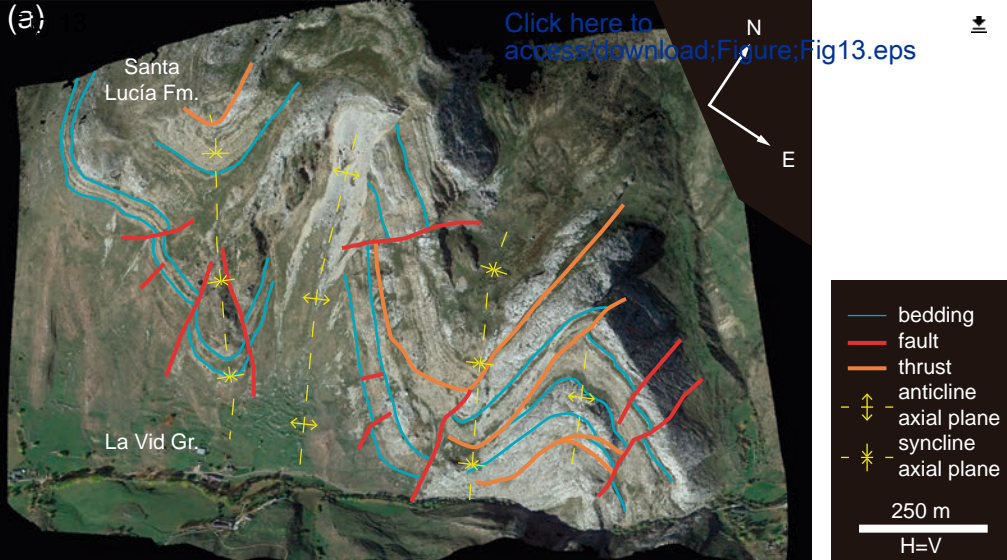 (a)
13
Click here to
access/download;Figure;Fig13.eps
N
E
Santa
Lucía Fm.
La Vid Gr.
bedding
fault
thrust
anticline
axial plane
syncline
axial plane
250 m
H=V